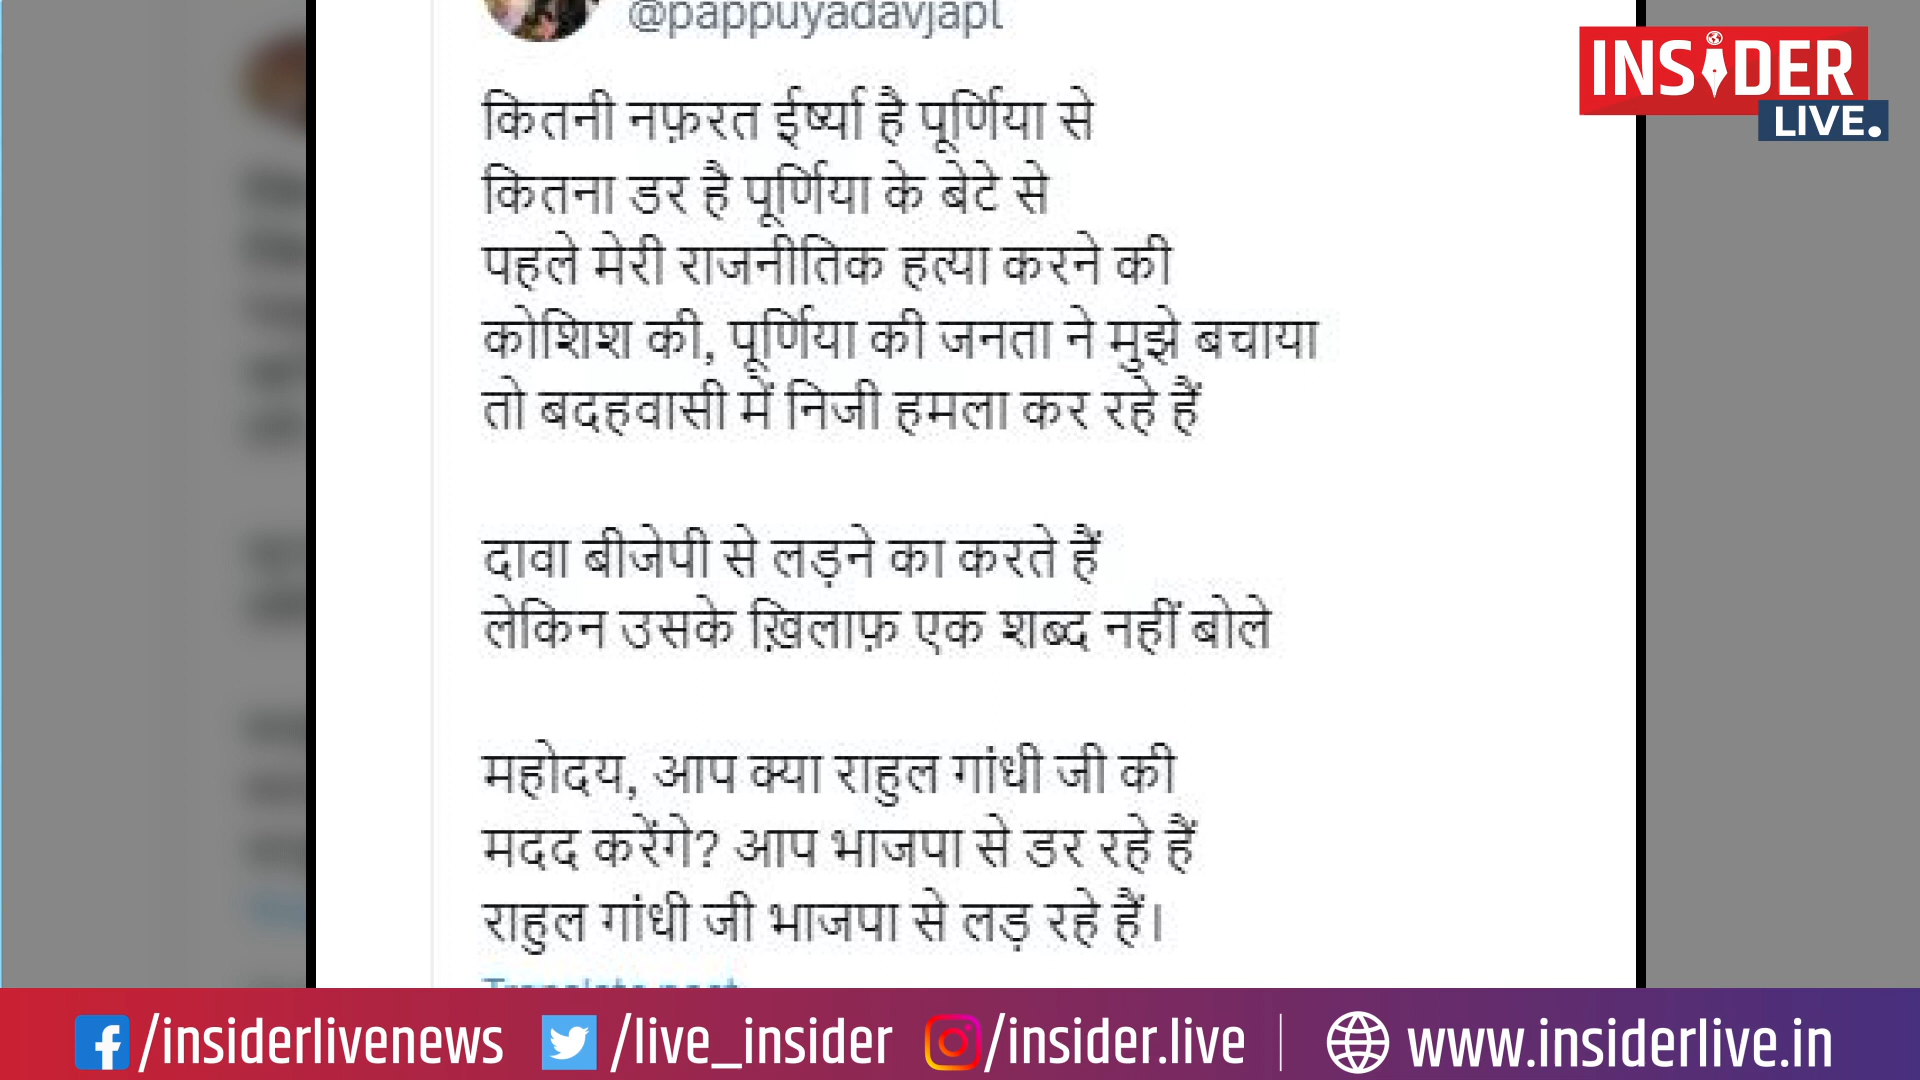 @pappuyadavjapl
INSIDER
LIVE.
कितनी नफ़रत ईर्ष्या है पूर्णिया से
कितना डर है पूर्णिया के बेटे से
पहले मेरी राजनीतिक हत्या करने की
कोशिश की, पूर्णिया की जनता ने मुझे बचाया
तो बदहवासी में निजी हमला कर रहे हैं
दावा बीजेपी से लड़ने का करते हैं
लेकिन उसके ख़िलाफ़ एक शब्द नहीं बोले
महोदय, आप क्या राहुल गांधी जी की
मदद करेंगे? आप भाजपा से डर रहे हैं
राहुल गांधी जी भाजपा से लड़ रहे हैं।
Translate post
/insiderlivenews /live_insider /insider.live www.insiderlive.in